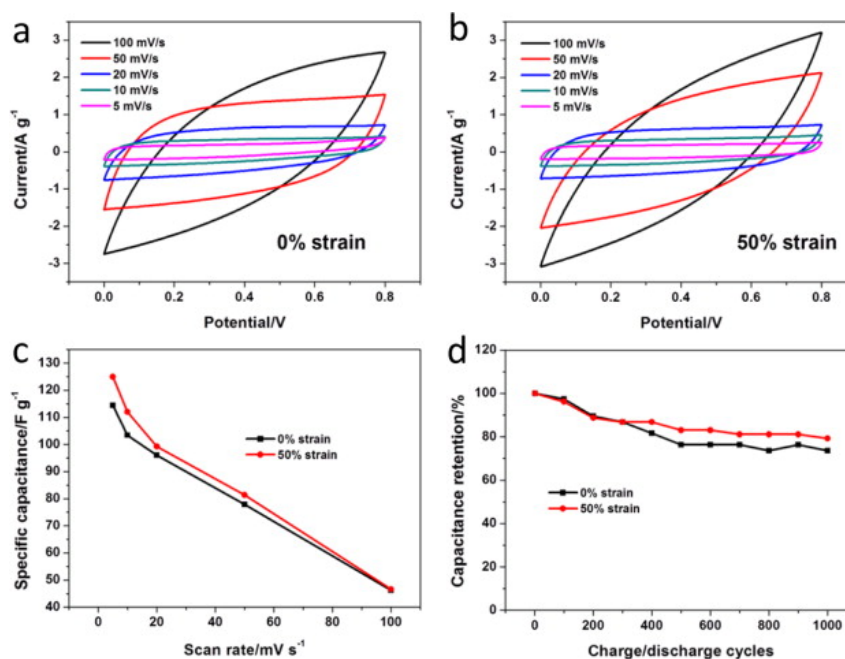 a
100 mV/s
50 mV/s
20 mV/s
10 mV/s
5 mV/s
0% strain
Current/A g⁻¹
3
2
1
0
-1
-2
-3
0.0 0.2 0.4 0.6 0.8
Potential/V
b
100 mV/s
50 mV/s
20 mV/s
10 mV/s
5 mV/s
50% strain
Current/A g⁻¹
3
2
1
0
-1
-2
-3
0.0 0.2 0.4 0.6 0.8
Potential/V
c
0% strain
50% strain
Specific capacitance/F g⁻¹
130
120
110
100
90
80
70
60
50
40
0 20 40 60 80 100
Scan rate/mV s⁻¹
d
0% strain
50% strain
Capacitance retention/%
120
100
80
60
40
20
0
0 200 400 600 800 1000
Charge/discharge cycles